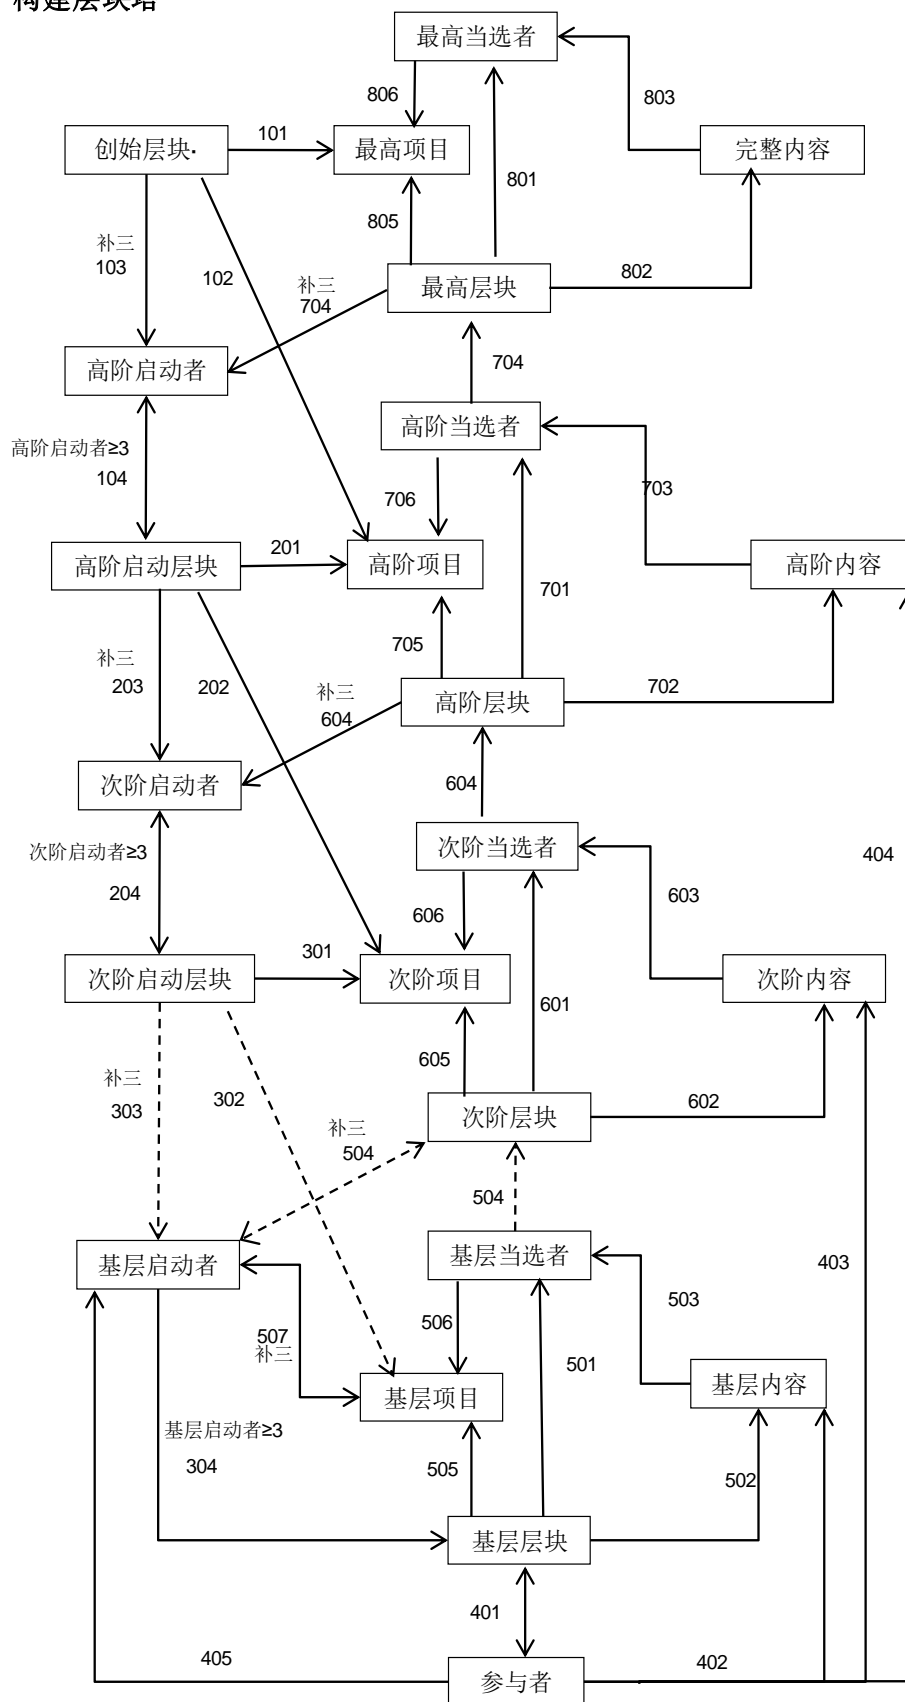 构建层块塔
最高当选者
806
803
创始层块·
101
最高项目
完整内容
801
805
补三
103
102
补三
704
最高层块
802
高阶启动者
704
高阶当选者
高阶启动者≥3
104
706
703
高阶启动层块
201
高阶项目
高阶内容
701
705
补三
203
202
补三
604
高阶层块
702
次阶启动者
604
次阶当选者
次阶启动者≥3
204
404
603
606
301
次阶启动层块
次阶项目
次阶内容
601
605
补三
303
302
次阶层块
602
补三
504
504
基层启动者
基层当选者
403
503
506
507
补三
501
基层项目
基层内容
基层启动者≥3
304
505
502
基层层块
401
405
参与者
402